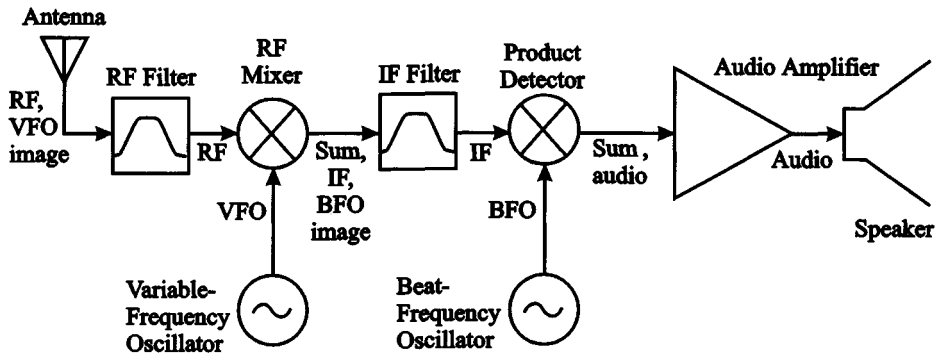 Antenna
RF,
VFO
image
RF Filter
RF
RF
Mixer
VFO
Variable-
Frequency
Oscillator
Sum,
IF,
BFO
image
IF Filter
IF
Product
Detector
BFO
Beat-
Frequency
Oscillator
Sum ,
audio
Audio Amplifier
Audio
Speaker